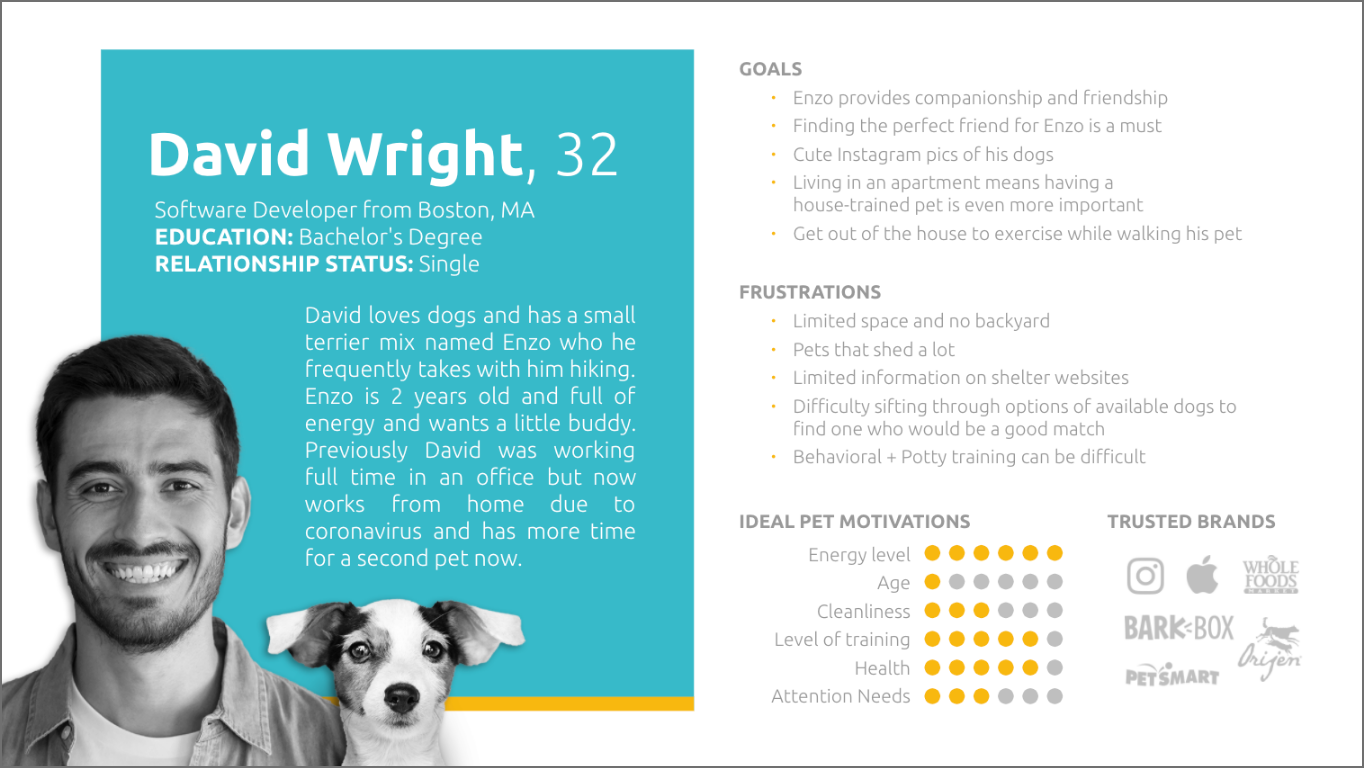 David Wright, 32
Software Developer from Boston, MA
EDUCATION: Bachelor's Degree
RELATIONSHIP STATUS: Single
David loves dogs and has a small
terrier mix named Enzo who he
frequently takes with him hiking.
Enzo is 2 years old and full of
energy and wants a little buddy.
Previously David was working
full time in an office but now
works from home due to
coronavirus and has more time
for a second pet now.
GOALS
• Enzo provides companionship and friendship
• Finding the perfect friend for Enzo is a must
• Cute Instagram pics of his dogs
• Living in an apartment means having a
house-trained pet is even more important
• Get out of the house to exercise while walking his pet
FRUSTRATIONS
• Limited space and no backyard
• Pets that shed a lot
• Limited information on shelter websites
• Difficulty sifting through options of available dogs to
find one who would be a good match
• Behavioral + Potty training can be difficult
IDEAL PET MOTIVATIONS
Energy level
Age
Cleanliness
Level of training
Health
Attention Needs
TRUSTED BRANDS
WHOLE
FOODS
MARKET
BARK BOX
Orijen
PETSMART